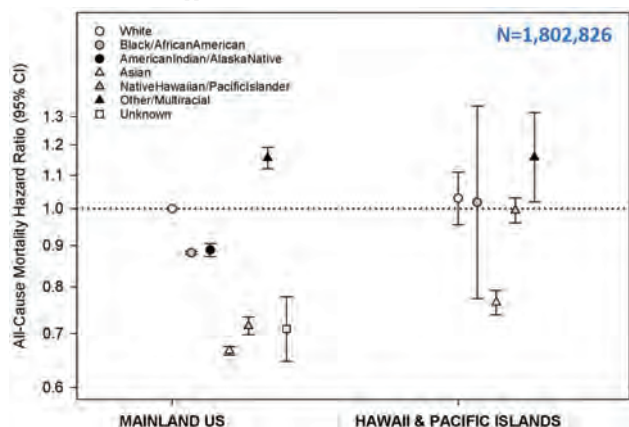 White
Black/AfricanAmerican
AmericanIndian/AlaskaNative
Asian
NativeHawaiian/PacificIslander
Other/Multiracial
Unknown
N=1,802,826
All-Cause Mortality Hazard Ratio (95% CI)
1.3
1.2
1.1
1.0
0.9
0.8
0.7
0.6
MAINLAND US
HAWAII & PACIFIC ISLANDS